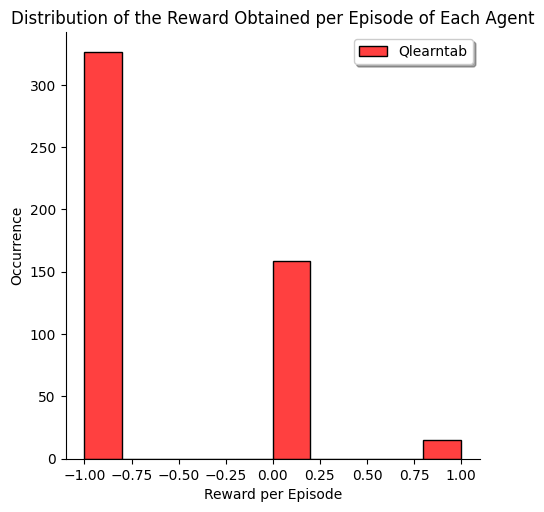 Distribution of the Reward Obtained per Episode of Each Agent
Qlearntab
300
250
200
150
100
50
0
Occurrence
−1.00 −0.75 −0.50 −0.25 0.00 0.25 0.50 0.75 1.00
Reward per Episode